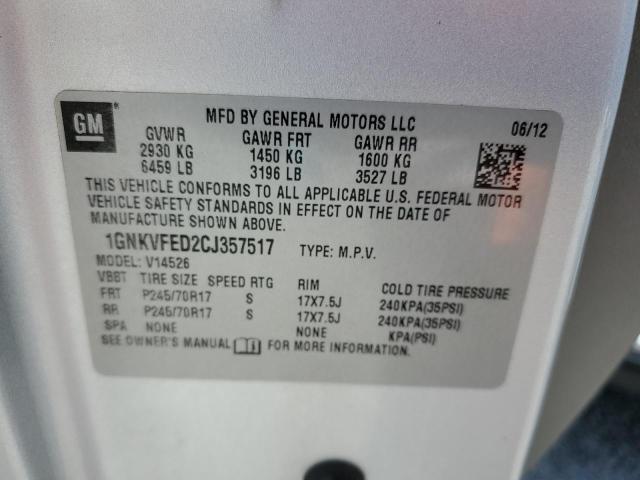 GM®
MFD BY GENERAL MOTORS LLC 06/12
GVWR GAWR FRT GAWR RR
2930 KG 1450 KG 1600 KG
6459 LB 3196 LB 3527 LB
THIS VEHICLE CONFORMS TO ALL APPLICABLE U.S. FEDERAL MOTOR
VEHICLE SAFETY STANDARDS IN EFFECT ON THE DATE OF
MANUFACTURE SHOWN ABOVE.
1GNKVFED2CJ357517 TYPE: M.P.V.
MODEL: V14526
VBBT TIRE SIZE SPEED RTG RIM COLD TIRE PRESSURE
FRT P245/70R17 S 17X7.5J 240KPA(35PSI)
RR P245/70R17 S 17X7.5J 240KPA(35PSI)
SPA NONE NONE KPA(PSI)
SEE OWNER'S MANUAL FOR MORE INFORMATION.